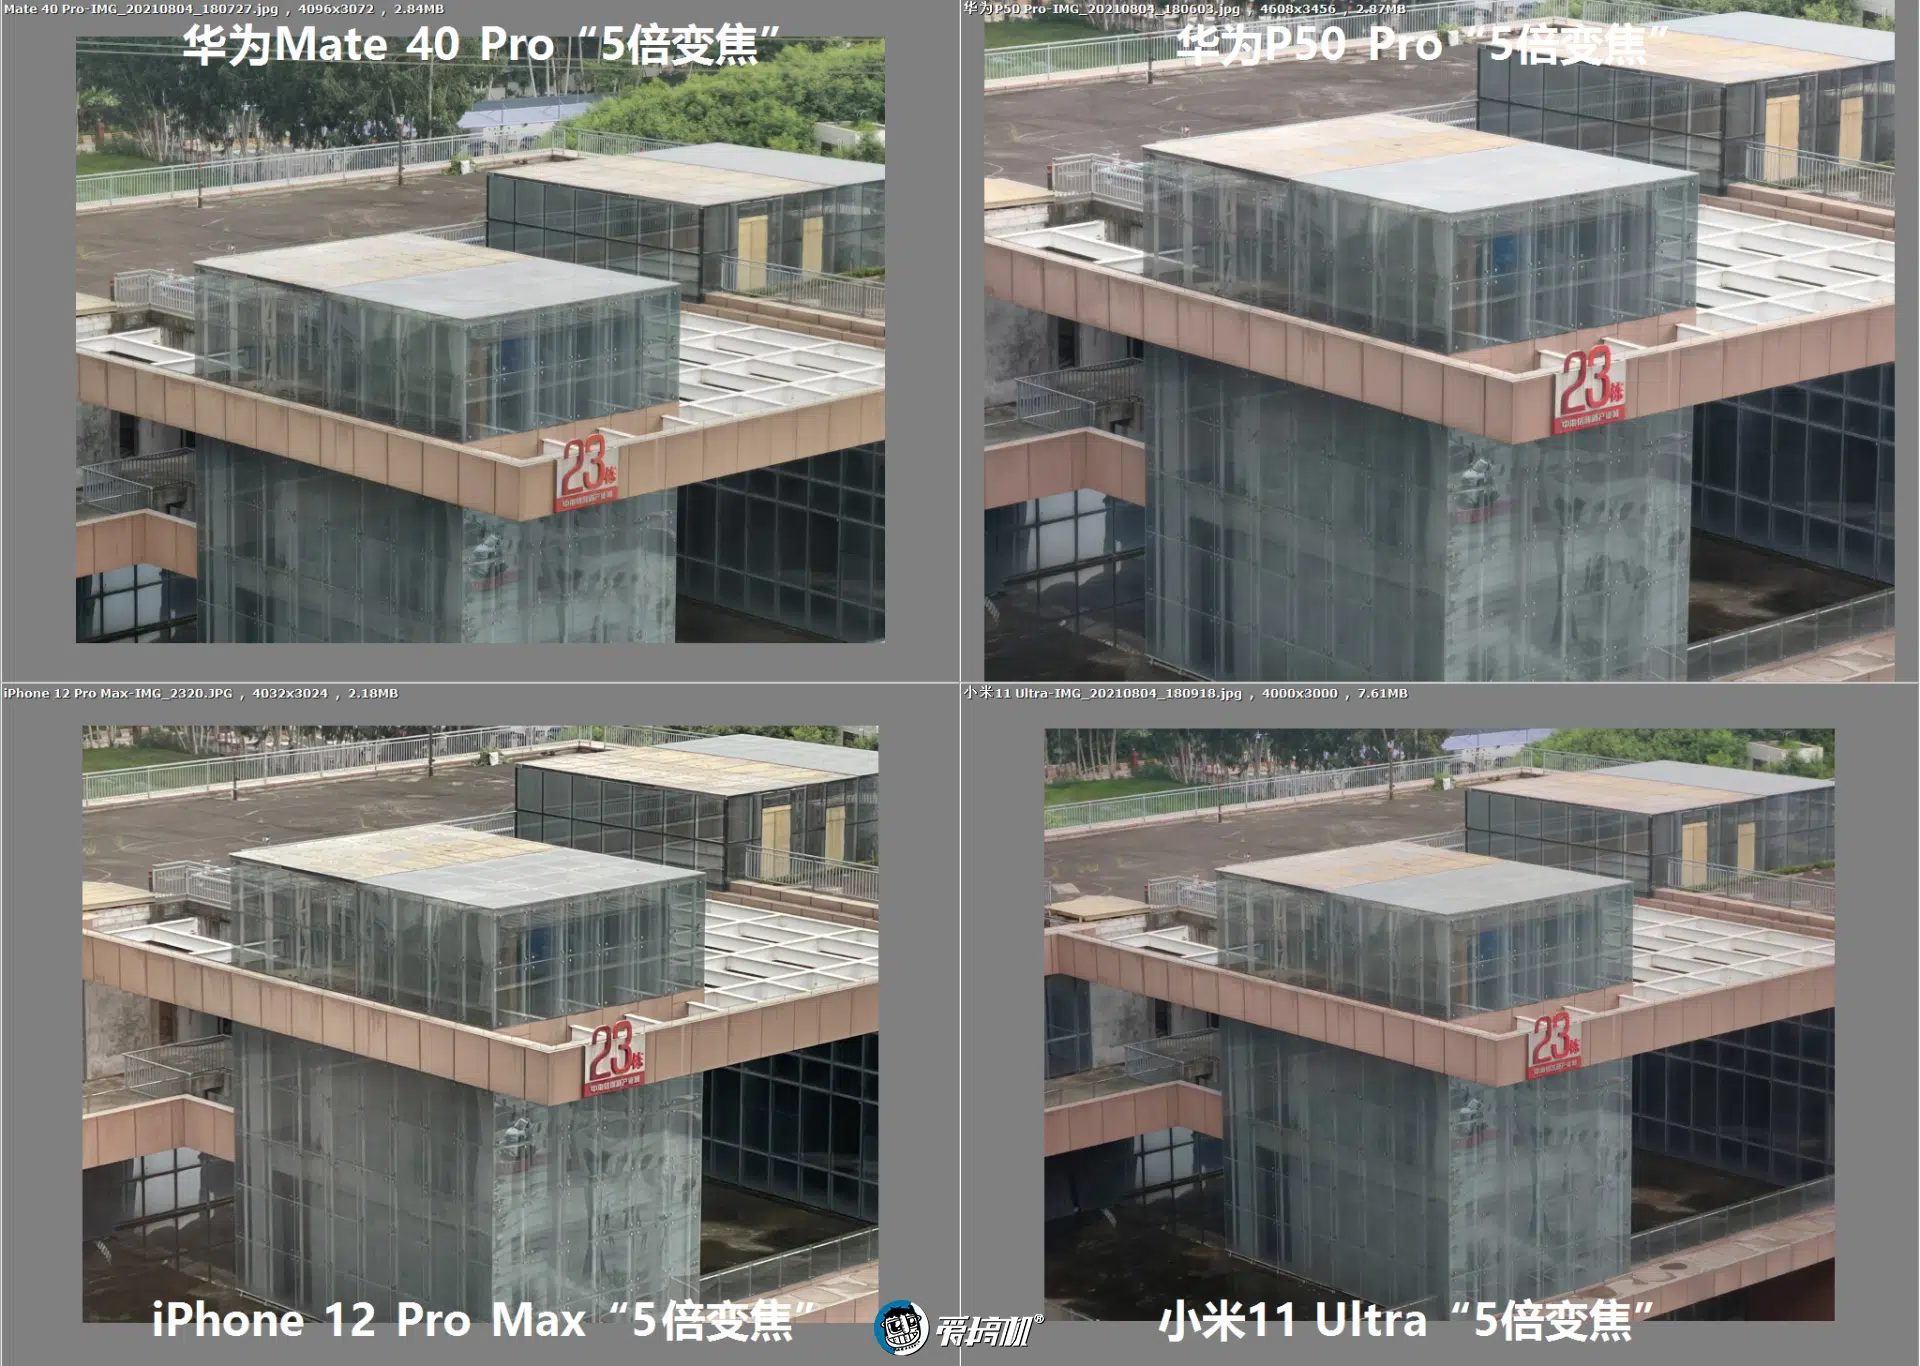 Mate 40 Pro-IMG_20210804_180727.jpg , 4096x3072 , 2.84MB
华为Mate 40 Pro“5倍变焦”
23栋
华为P50 Pro-IMG_20210804_180603.jpg , 4608x3456 , 2.87MB
华为P50 Pro“5倍变焦”
23栋
iPhone 12 Pro Max-IMG_2320.JPG , 4032x3024 , 2.18MB
23栋
iPhone 12 Pro Max“5倍变焦”
小米11 Ultra-IMG_20210804_180918.jpg , 4000x3000 , 7.61MB
23栋
小米11 Ultra“5倍变焦”
爱搞机®